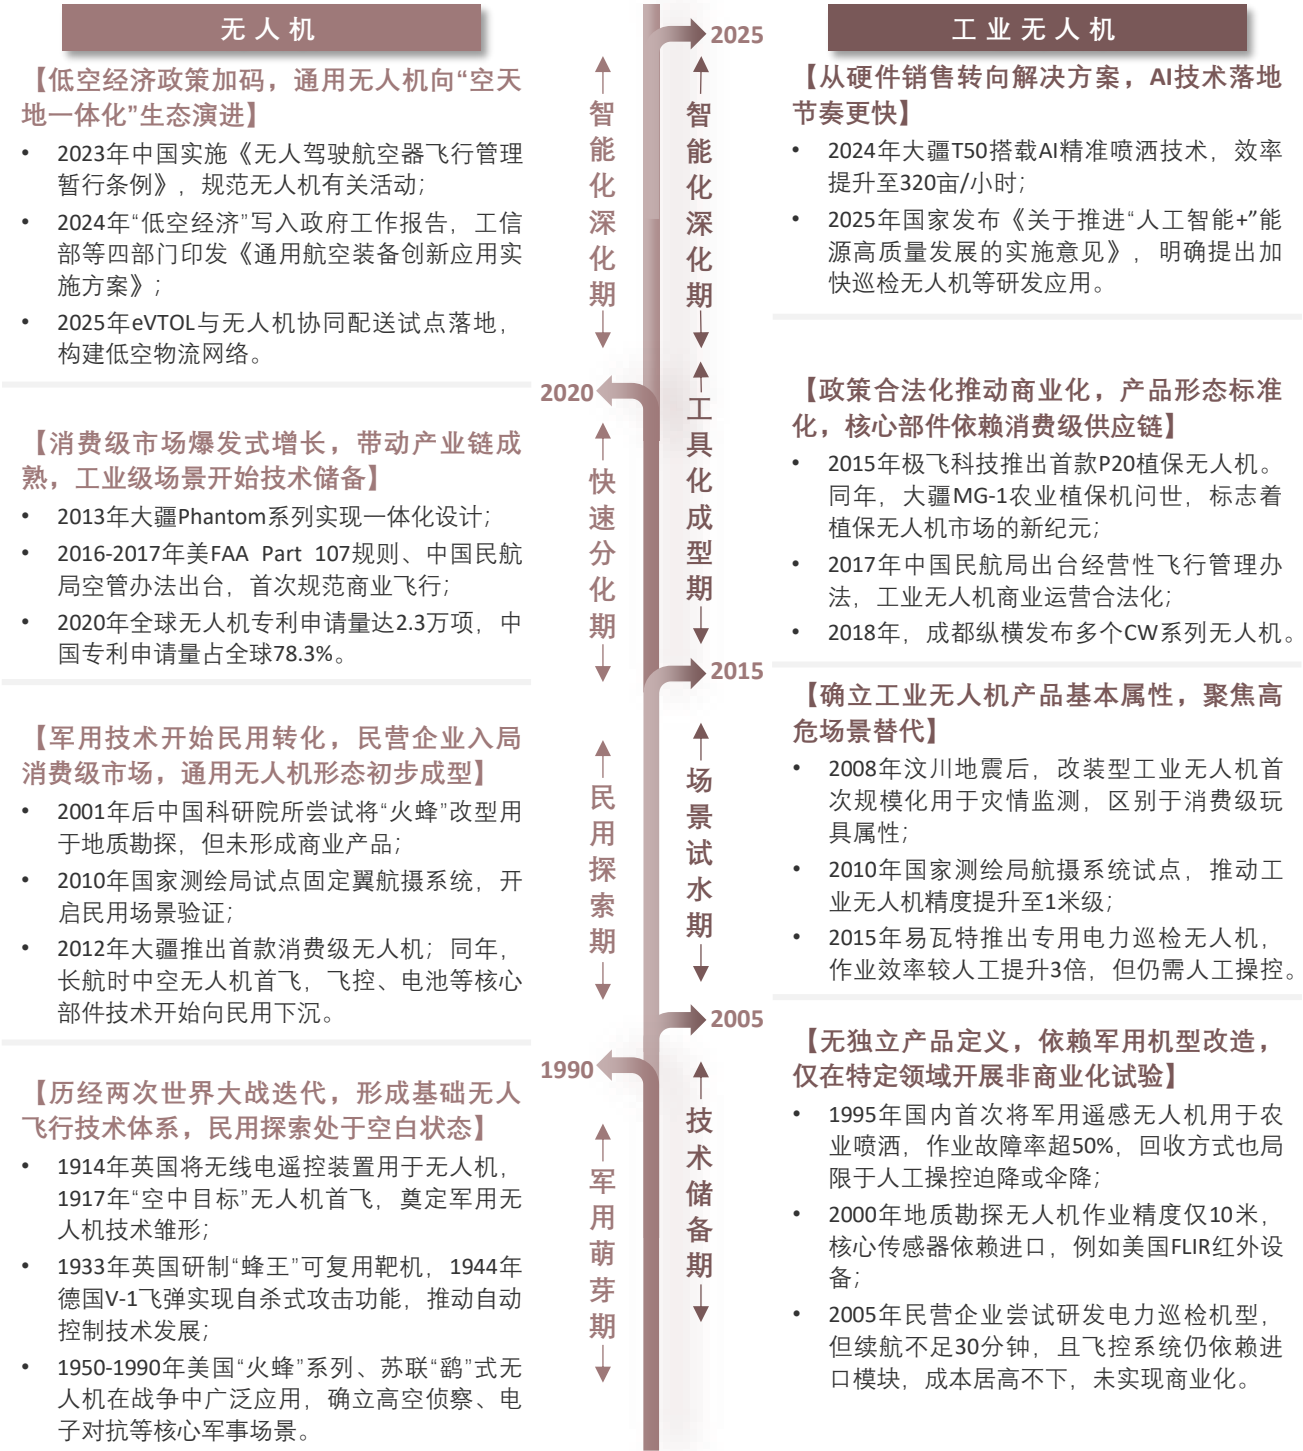 无人机
【低空经济政策加码，通用无人机向“空天
地一体化”生态演进】
• 2023年中国实施《无人驾驶航空器飞行管理
暂行条例》，规范无人机有关活动；
• 2024年“低空经济”写入政府工作报告，工信
部等四部门印发《通用航空装备创新应用实
施方案》；
• 2025年eVTOL与无人机协同配送试点落地，
构建低空物流网络。
【消费级市场爆发式增长，带动产业链成
熟，工业级场景开始技术储备】
• 2013年大疆Phantom系列实现一体化设计；
• 2016-2017年美FAA Part 107规则、中国民航
局空管办法出台，首次规范商业飞行；
• 2020年全球无人机专利申请量达2.3万项，中
国专利申请量占全球78.3%。
【军用技术开始民用转化，民营企业入局
消费级市场，通用无人机形态初步成型】
• 2001年后中国科研院所尝试将“火蜂”改型用
于地质勘探，但未形成商业产品；
• 2010年国家测绘局试点固定翼航摄系统，开
启民用场景验证；
• 2012年大疆推出首款消费级无人机；同年，
长航时中空无人机首飞，飞控、电池等核心
部件技术开始向民用下沉。
【历经两次世界大战迭代，形成基础无人
飞行技术体系，民用探索处于空白状态】
• 1914年英国将无线电遥控装置用于无人机，
1917年“空中目标”无人机首飞，奠定军用无
人机技术雏形；
• 1933年英国研制“蜂王”可复用靶机，1944年
德国V-1飞弹实现自杀式攻击功能，推动自动
控制技术发展；
• 1950-1990年美国“火蜂”系列、苏联“鹞”式无
人机在战争中广泛应用，确立高空侦察、电
子对抗等核心军事场景。
智能化深化期
2020
快速分化期
民用探索期
1990
军用萌芽期
2025
智能化深化期
工具化成型期
2015
场景试水期
2005
技术储备期
工业无人机
【从硬件销售转向解决方案，AI技术落地
节奏更快】
• 2024年大疆T50搭载AI精准喷洒技术，效率
提升至320亩/小时；
• 2025年国家发布《关于推进“人工智能+”能
源高质量发展的实施意见》，明确提出加
快巡检无人机等研发应用。
【政策合法化推动商业化，产品形态标准
化，核心部件依赖消费级供应链】
• 2015年极飞科技推出首款P20植保无人机。
同年，大疆MG-1农业植保机问世，标志着
植保无人机市场的新纪元；
• 2017年中国民航局出台经营性飞行管理办
法，工业无人机商业运营合法化；
• 2018年，成都纵横发布多个CW系列无人机。
【确立工业无人机产品基本属性，聚焦高
危场景替代】
• 2008年汶川地震后，改装型工业无人机首
次规模化用于灾情监测，区别于消费级玩
具属性；
• 2010年国家测绘局航摄系统试点，推动工
业无人机精度提升至1米级；
• 2015年易瓦特推出专用电力巡检无人机，
作业效率较人工提升3倍，但仍需人工操控。
【无独立产品定义，依赖军用机型改造，
仅在特定领域开展非商业化试验】
• 1995年国内首次将军用遥感无人机用于农
业喷洒，作业故障率超50%，回收方式也局
限于人工操控迫降或伞降；
• 2000年地质勘探无人机作业精度仅10米，
核心传感器依赖进口，例如美国FLIR红外设
备；
• 2005年民营企业尝试研发电力巡检机型，
但续航不足30分钟，且飞控系统仍依赖进
口模块，成本居高不下，未实现商业化。